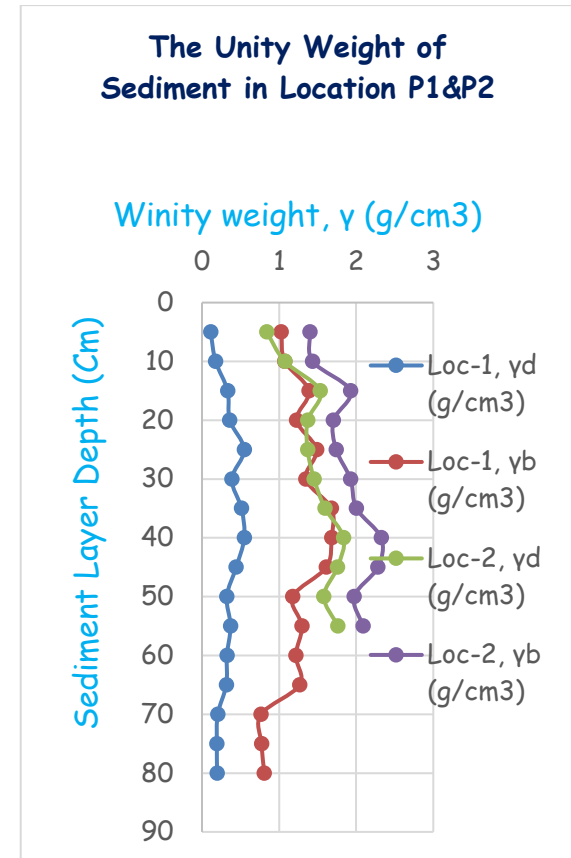 The Unity Weight of
Sediment in Location P1&P2
Winity weight, γ (g/cm3)
0 1 2 3
Sediment Layer Depth (Cm)
0
10
20
30
40
50
60
70
80
90
Loc-1, γd
(g/cm3)
Loc-1, γb
(g/cm3)
Loc-2, γd
(g/cm3)
Loc-2, γb
(g/cm3)